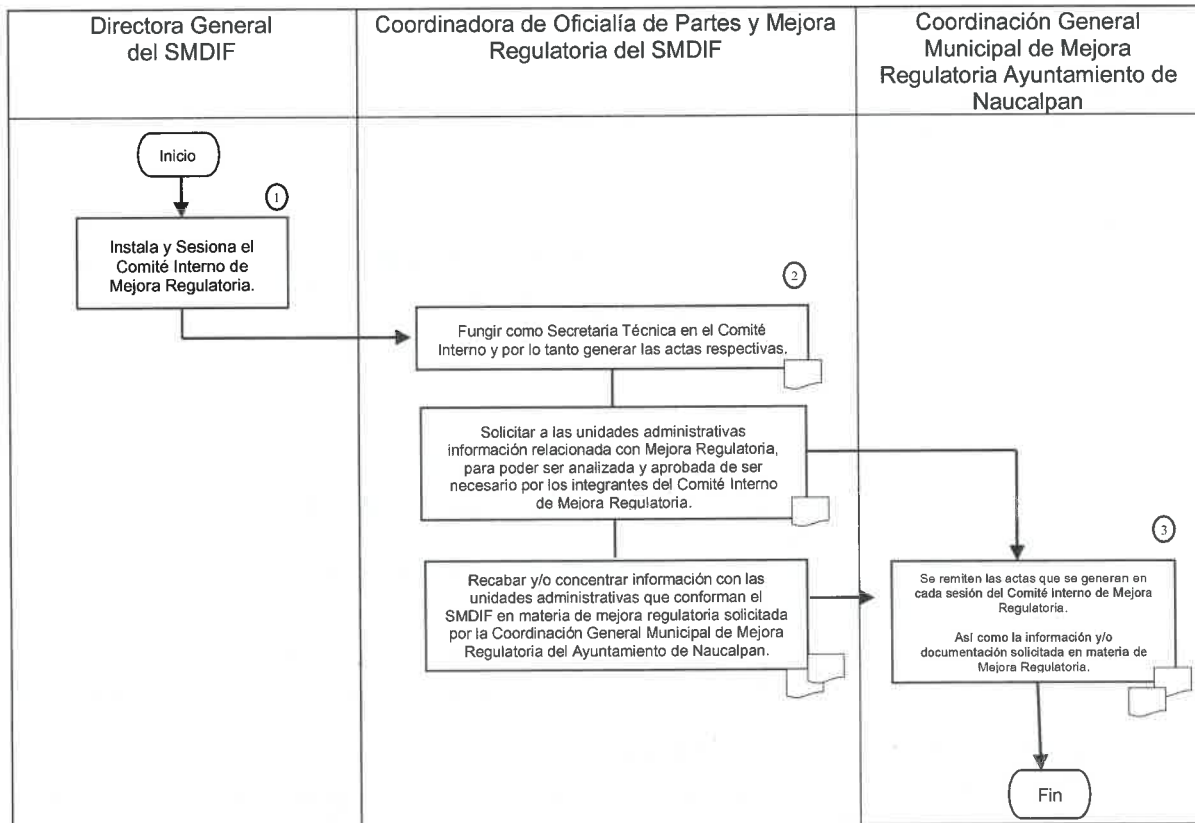 Directora General
del SMDIF
Coordinadora de Oficialía de Partes y Mejora
Regulatoria del SMDIF
Coordinación General
Municipal de Mejora
Regulatoria Ayuntamiento de
Naucalpan
Inicio
1
Instala y Sesiona el
Comité Interno de
Mejora Regulatoria.
2
Fungir como Secretaria Técnica en el Comité
Interno y por lo tanto generar las actas respectivas.
Solicitar a las unidades administrativas
información relacionada con Mejora Regulatoria,
para poder ser analizada y aprobada de ser
necesario por los integrantes del Comité Interno
de Mejora Regulatoria.
3
Recabar y/o concentrar información con las
unidades administrativas que conforman el
SMDIF en materia de mejora regulatoria solicitada
por la Coordinación General Municipal de Mejora
Regulatoria del Ayuntamiento de Naucalpan.
Se remiten las actas que se generan en
cada sesión del Comité Interno de Mejora
Regulatoria.
Así como la información y/o
documentación solicitada en materia de
Mejora Regulatoria.
Fin